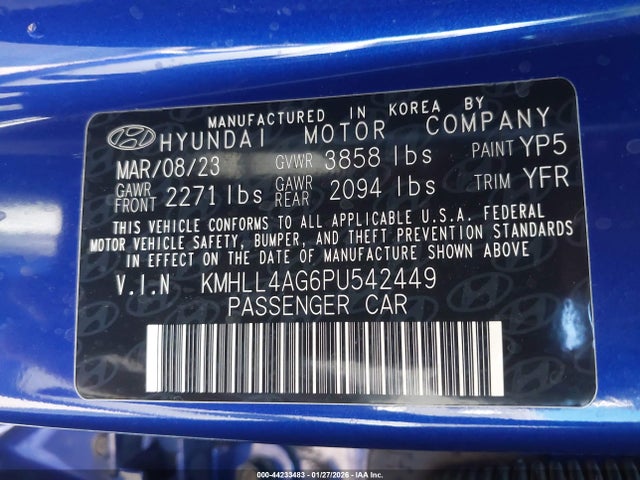 MANUFACTURED IN KOREA BY
HYUNDAI MOTOR COMPANY
MAR/08/23 GVWR 3858 lbs PAINT YP5
GAWR FRONT 2271 lbs GAWR REAR 2094 lbs TRIM YFR
THIS VEHICLE CONFORMS TO ALL APPLICABLE U.S.A. FEDERAL
MOTOR VEHICLE SAFETY, BUMPER, AND THEFT PREVENTION STANDARDS
IN EFFECT ON THE DATE OF MANUFACTURE SHOWN ABOVE
V.I.N KMHLL4AG6PU542449
PASSENGER CAR
000-44233483 - 01/27/2026 - IAA Inc.